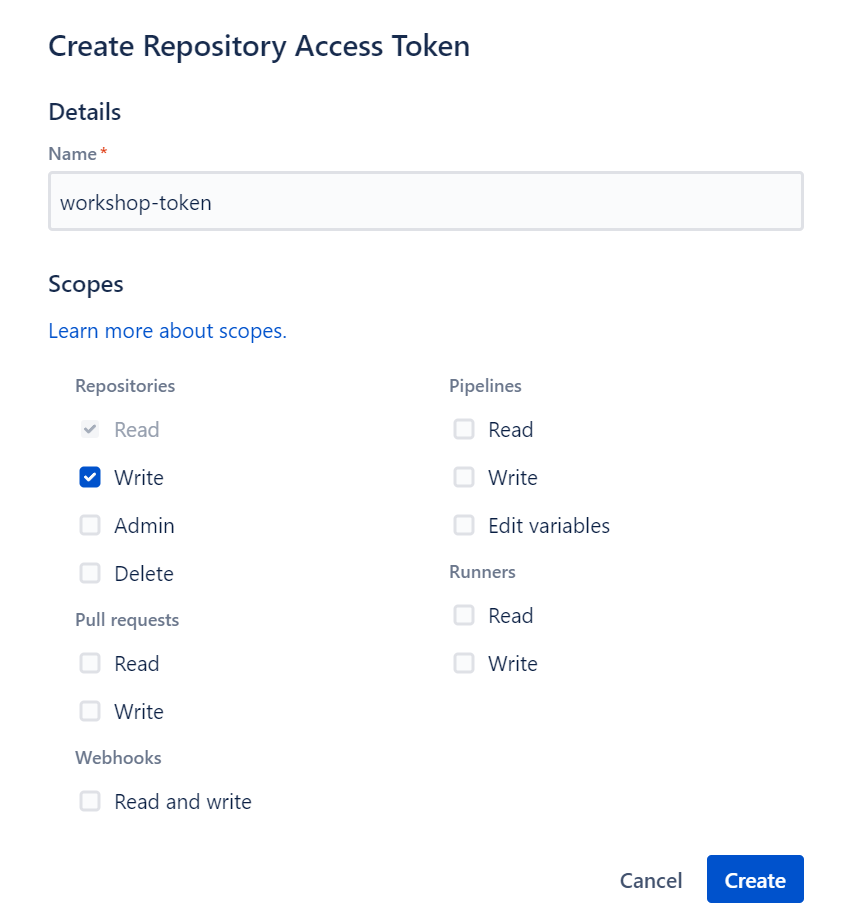 Create Repository Access Token
Details
Name*
workshop-token
Scopes
Learn more about scopes.
Repositories
Read
Write
Admin
Delete
Pull requests
Read
Write
Webhooks
Read and write
Pipelines
Read
Write
Edit variables
Runners
Read
Write
Cancel
Create